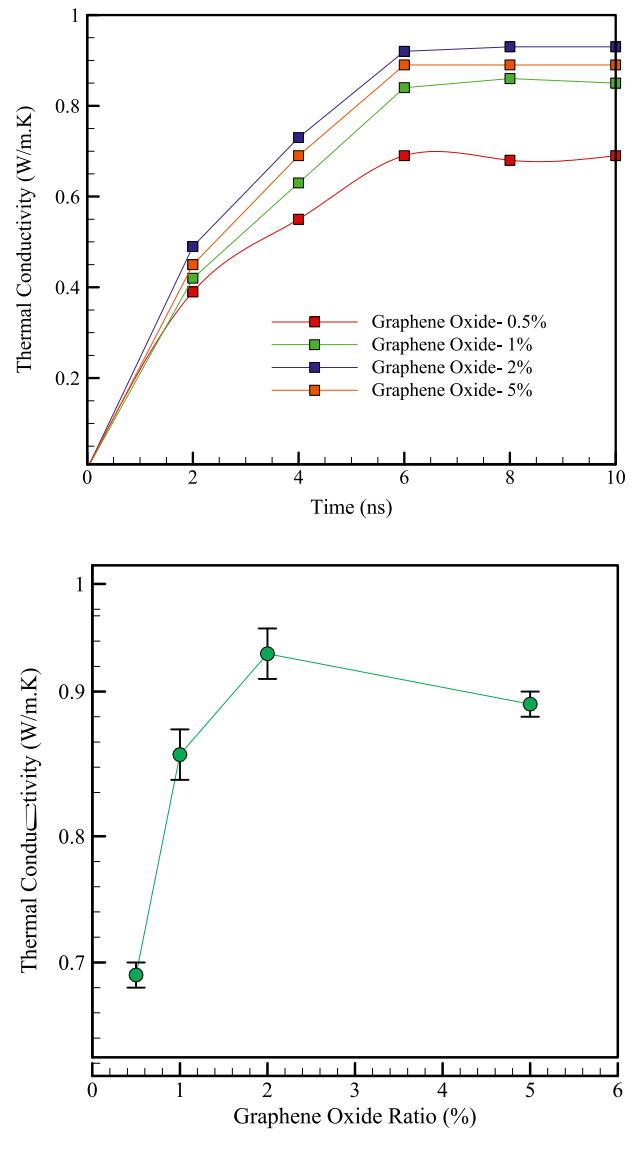 1
0.8
0.6
0.4
0.2
Thermal Conductivity (W/m.K)
Graphene Oxide- 0.5%
Graphene Oxide- 1%
Graphene Oxide- 2%
Graphene Oxide- 5%
0 2 4 6 8 10
Time (ns)
1
0.9
0.8
0.7
Thermal Conductivity (W/m.K)
0 1 2 3 4 5 6
Graphene Oxide Ratio (%)